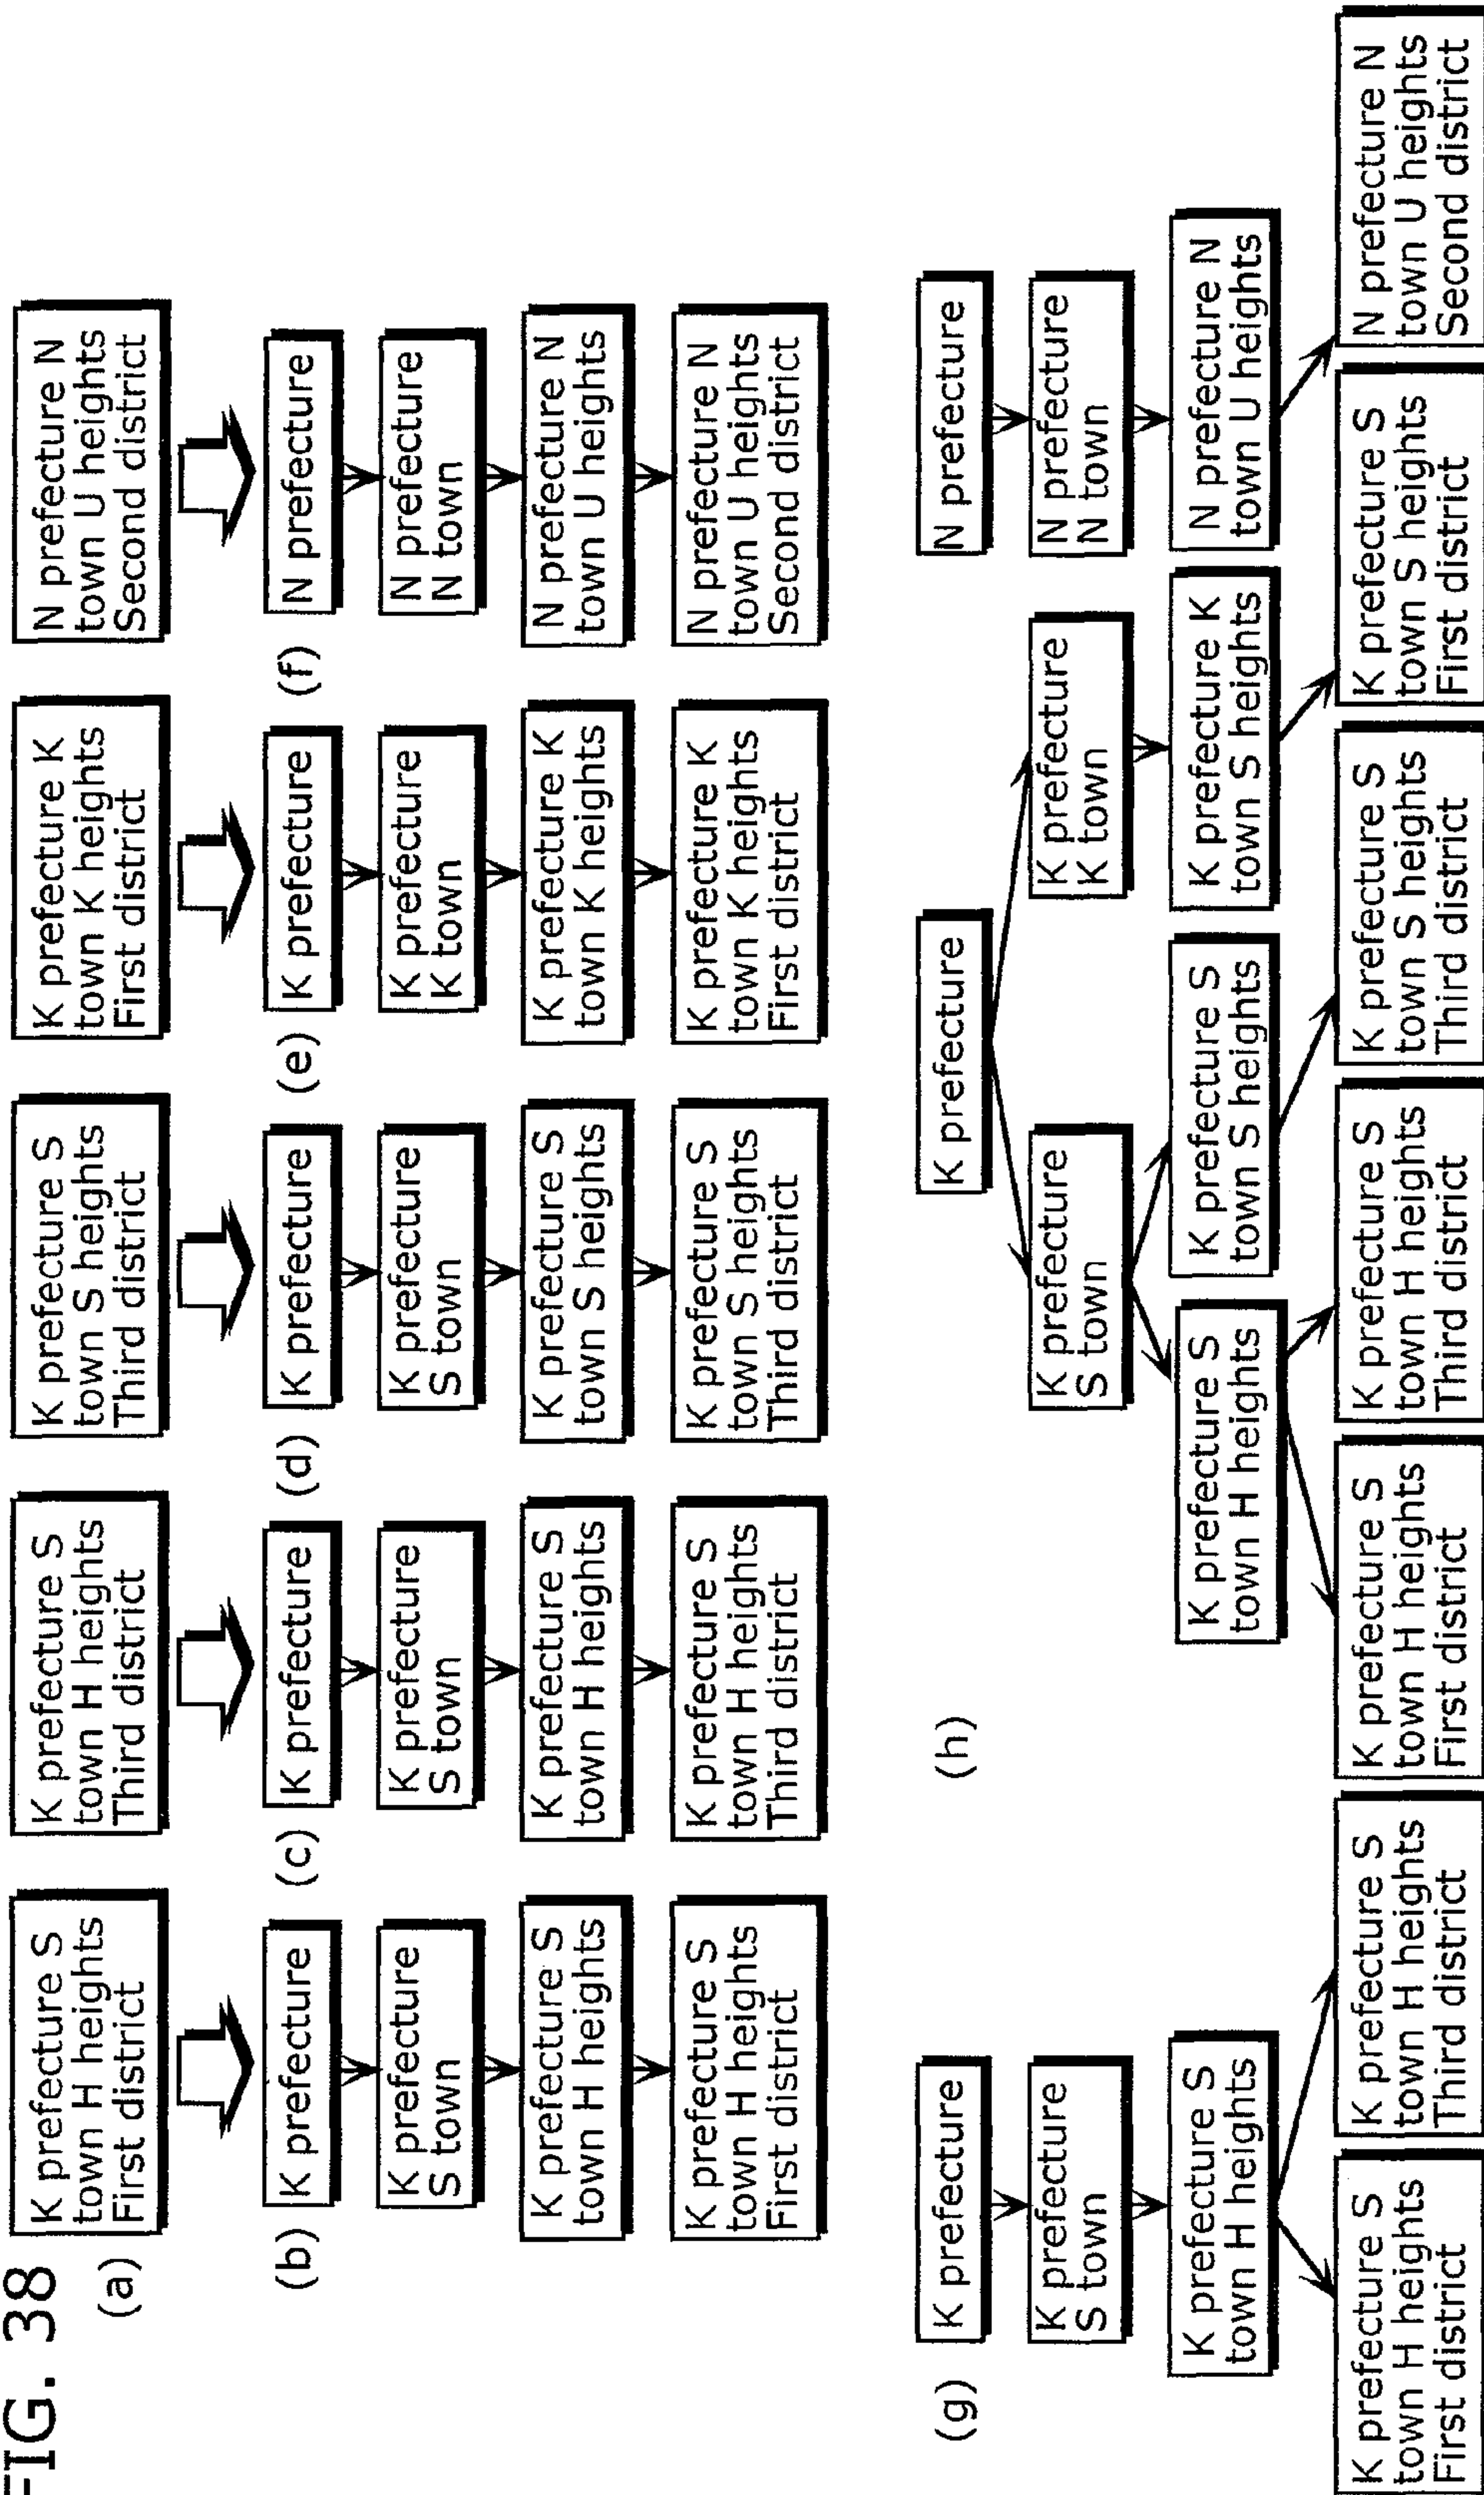 FIG. 38
(a)
K prefecture S
town H heights
First district
K prefecture S
town H heights
Third district
K prefecture S
town S heights
Third district
K prefecture K
town K heights
First district
N prefecture N
town U heights
Second district
(b)
K prefecture
K prefecture
S town
K prefecture S
town H heights
K prefecture S
town H heights
First district
(c)
K prefecture
K prefecture
S town
K prefecture S
town H heights
K prefecture S
town H heights
Third district
(d)
K prefecture
K prefecture
S town
K prefecture S
town S heights
K prefecture S
town S heights
Third district
(e)
K prefecture
K prefecture
K town
K prefecture K
town K heights
K prefecture K
town K heights
First district
(f)
N prefecture
N prefecture
N town
N prefecture N
town U heights
N prefecture N
town U heights
Second district
(g)
K prefecture
K prefecture
S town
K prefecture S
town H heights
K prefecture S
town H heights
First district
K prefecture S
town H heights
Third district
(h)
K prefecture
N prefecture
K prefecture
S town
K prefecture
K town
N prefecture
N town
K prefecture S
town H heights
K prefecture S
town S heights
K prefecture K
town S heights
N prefecture N
town U heights
K prefecture S
town H heights
First district
K prefecture S
town H heights
Third district
K prefecture S
town S heights
Third district
K prefecture S
town S heights
First district
N prefecture N
town U heights
Second district